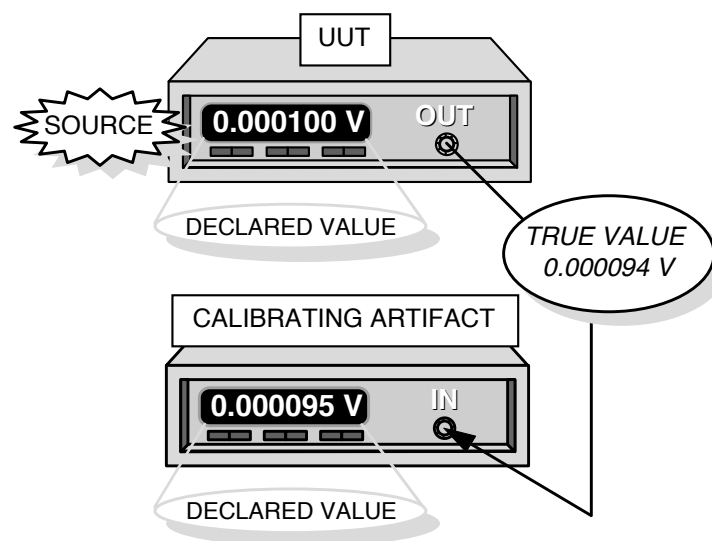 UUT
SOURCE
0.000100 V
OUT
DECLARED VALUE
TRUE VALUE
0.000094 V
CALIBRATING ARTIFACT
0.000095 V
IN
DECLARED VALUE